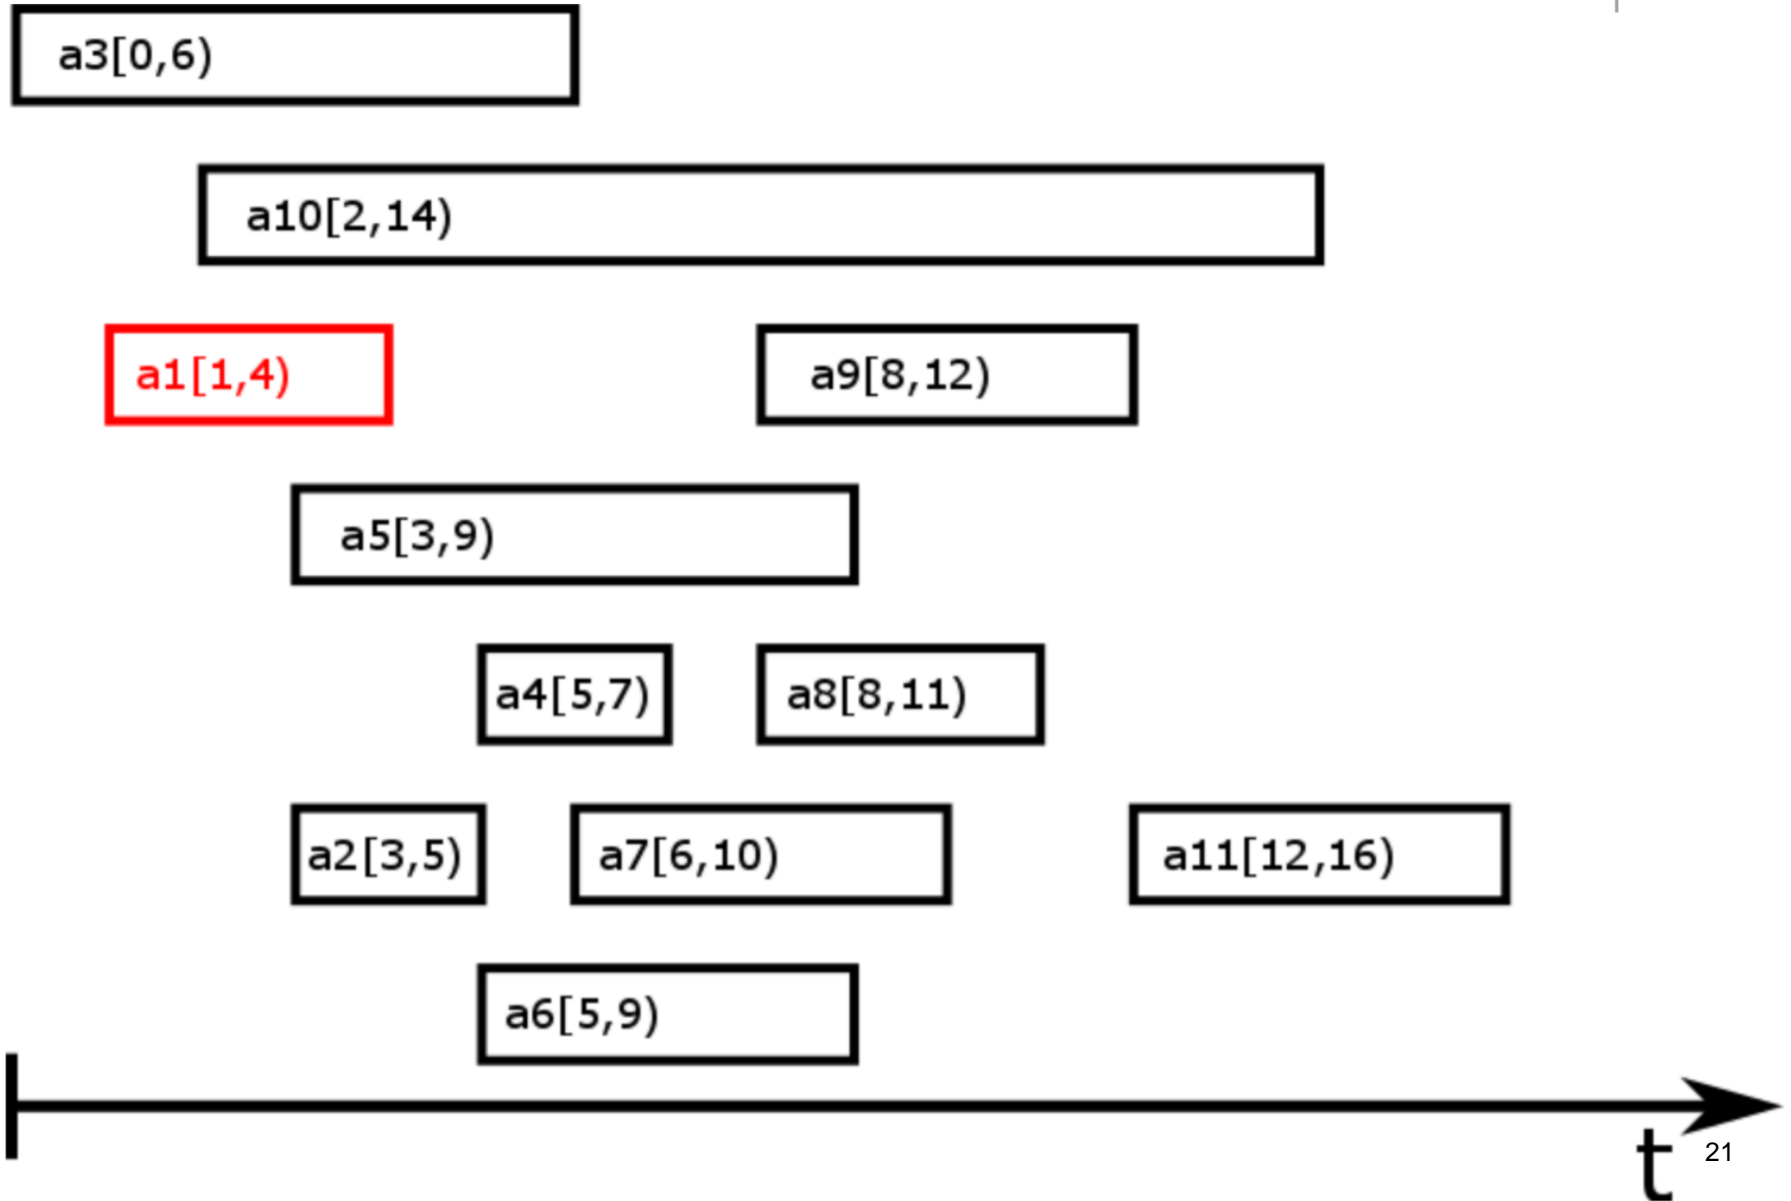 a3[0,6)
a10[2,14)
a1[1,4)
a9[8,12)
a5[3,9)
a4[5,7)
a8[8,11)
a2[3,5)
a7[6,10)
a11[12,16)
a6[5,9)
t
21